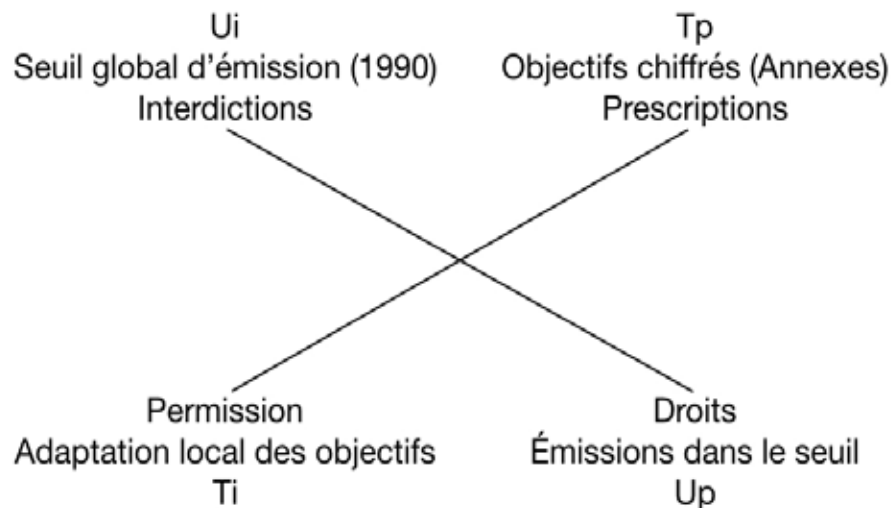 Ui
Seuil global d'émission (1990)
Interdictions
Tp
Objectifs chiffrés (Annexes)
Prescriptions
Permission
Adaptation local des objectifs
Ti
Droits
Émissions dans le seuil
Up